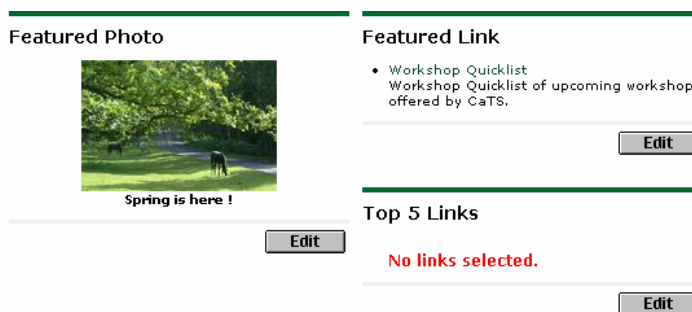 Featured Photo
Spring is here !
Edit
Featured Link
Workshop Quicklist
Workshop Quicklist of upcoming workshop
offered by CaTS.
Edit
Top 5 Links
No links selected.
Edit